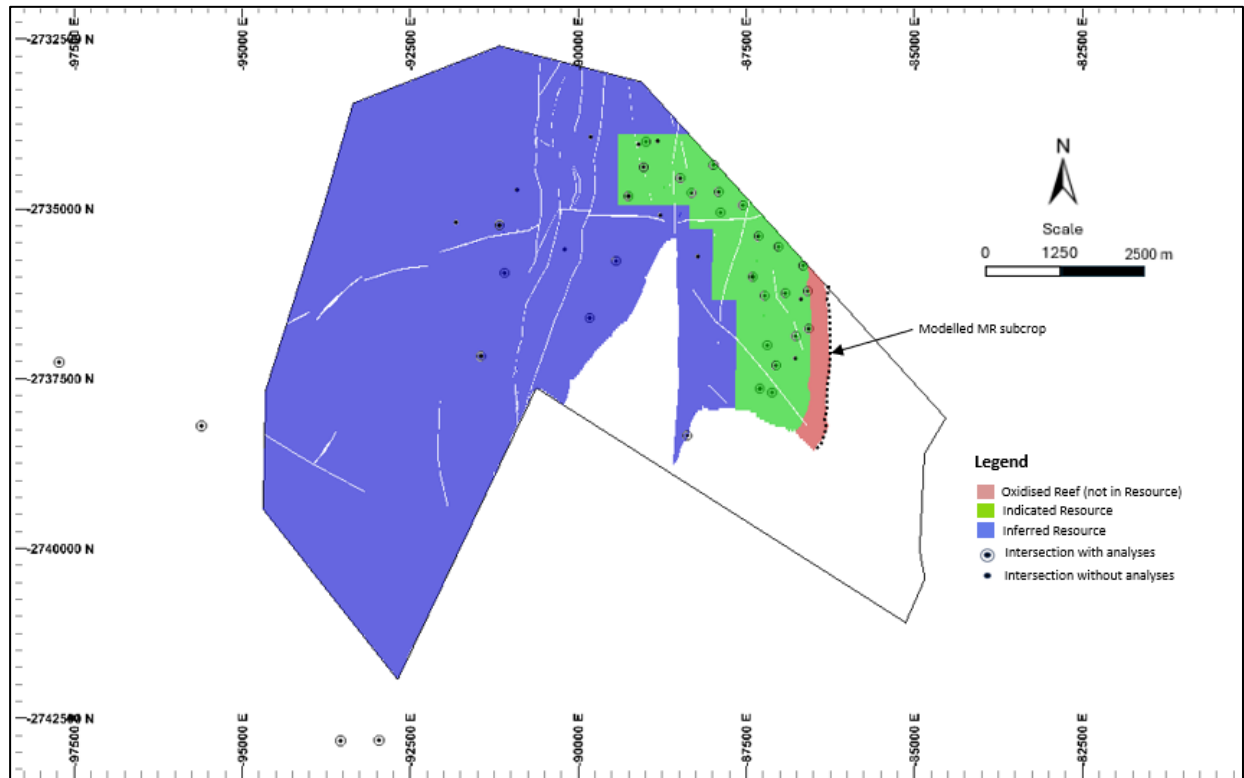 -97500 E
-95000 E
-92500 E
-90000 E
-87500 E
-85000 E
-82500 E
-2732500 N
N
-2735000 N
Scale
0 1250 2500 m
Modelled MR subcrop
-2737500 N
Legend
Oxidised Reef (not in Resource)
Indicated Resource
Inferred Resource
-2740000 N
Intersection with analyses
Intersection without analyses
-2742500 N
-97500 E
-95000 E
-92500 E
-90000 E
-87500 E
-85000 E
-82500 E